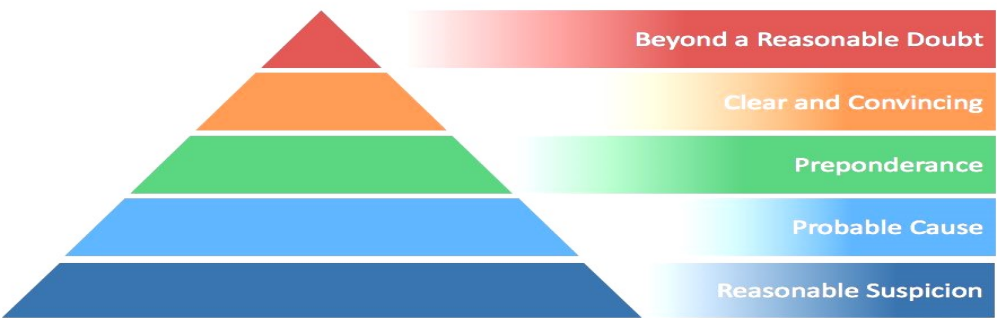 Beyond a Reasonable Doubt
Clear and Convincing
Preponderance
Probable Cause
Reasonable Suspicion